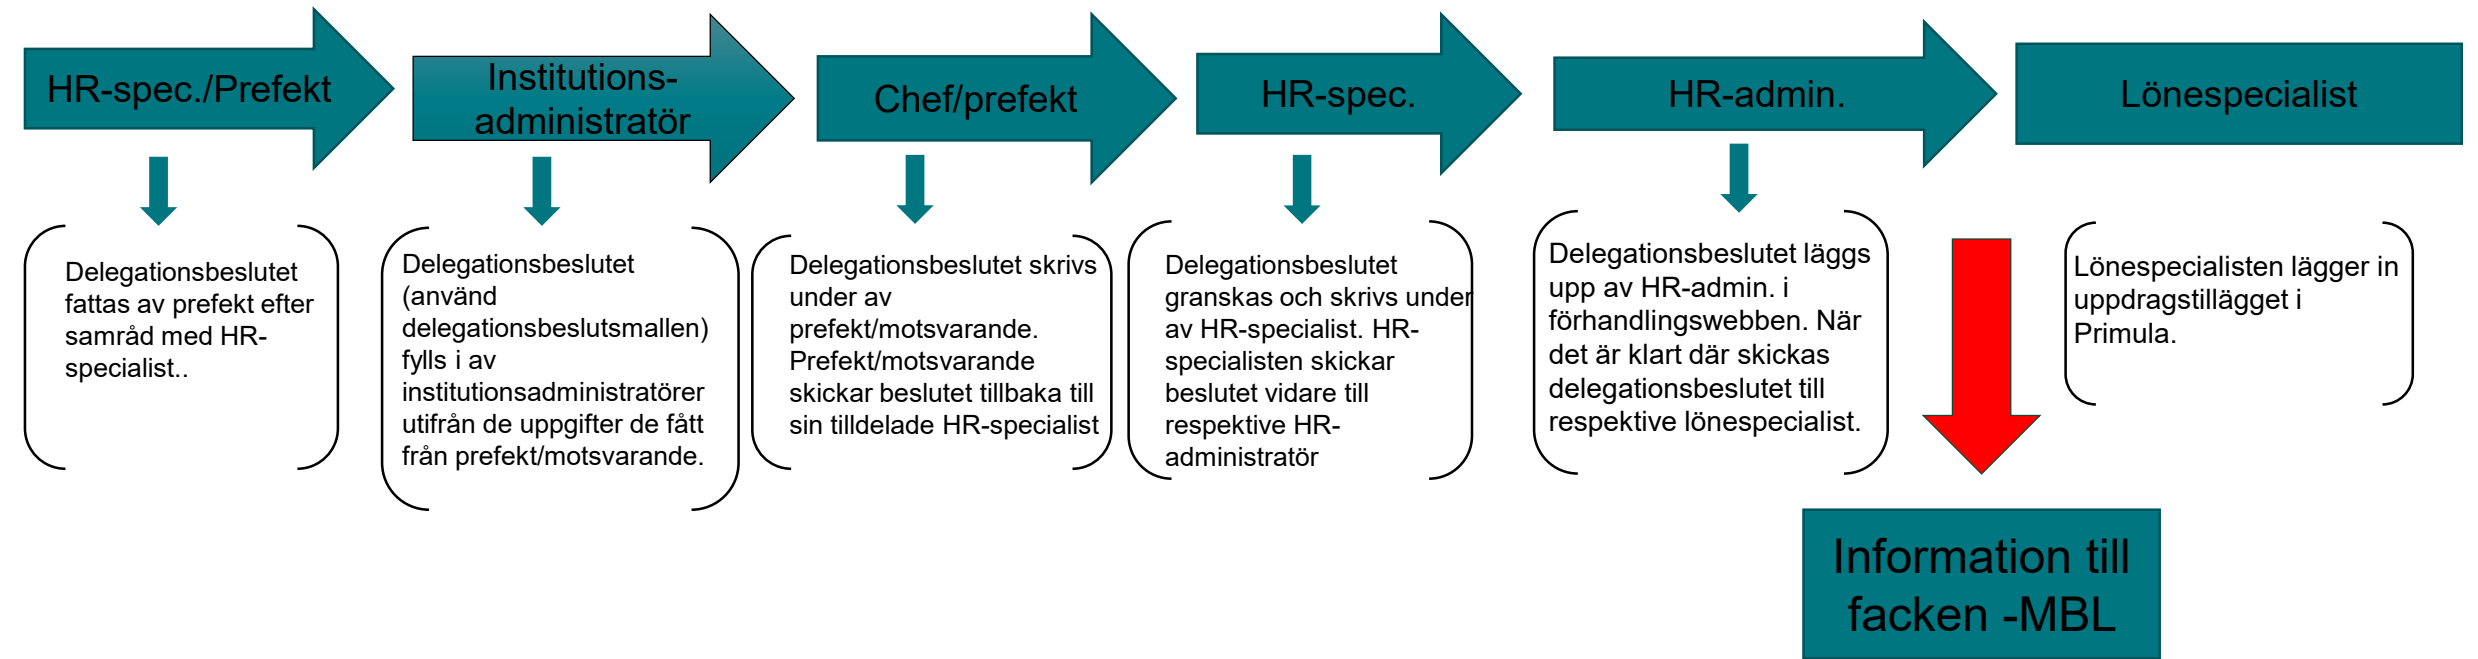 HR-spec./Prefekt
Institutions-
administratör
Chef/prefekt
HR-spec.
HR-admin.
Lönespecialist
Delegationsbeslutet
fattas av prefekt efter
samråd med HR-
specialist..
Delegationsbeslutet
(använd
delegationsbeslutsmallen)
fylls i av
institutionsadministratörer
utifrån de uppgifter de fått
från prefekt/motsvarande.
Delegationsbeslutet skrivs
under av
prefekt/motsvarande.
Prefekt/motsvarande
skickar beslutet tillbaka till
sin tilldelade HR-specialist
Delegationsbeslutet
granskas och skrivs under
av HR-specialist. HR-
specialisten skickar
beslutet vidare till
respektive HR-
administratör
Delegationsbeslutet läggs
upp av HR-admin. i
förhandlingswebben. När
det är klart där skickas
delegationsbeslutet till
respektive lönespecialist.
Lönespecialisten lägger in
uppdragstillägget i
Primula.
Information till
facken -MBL